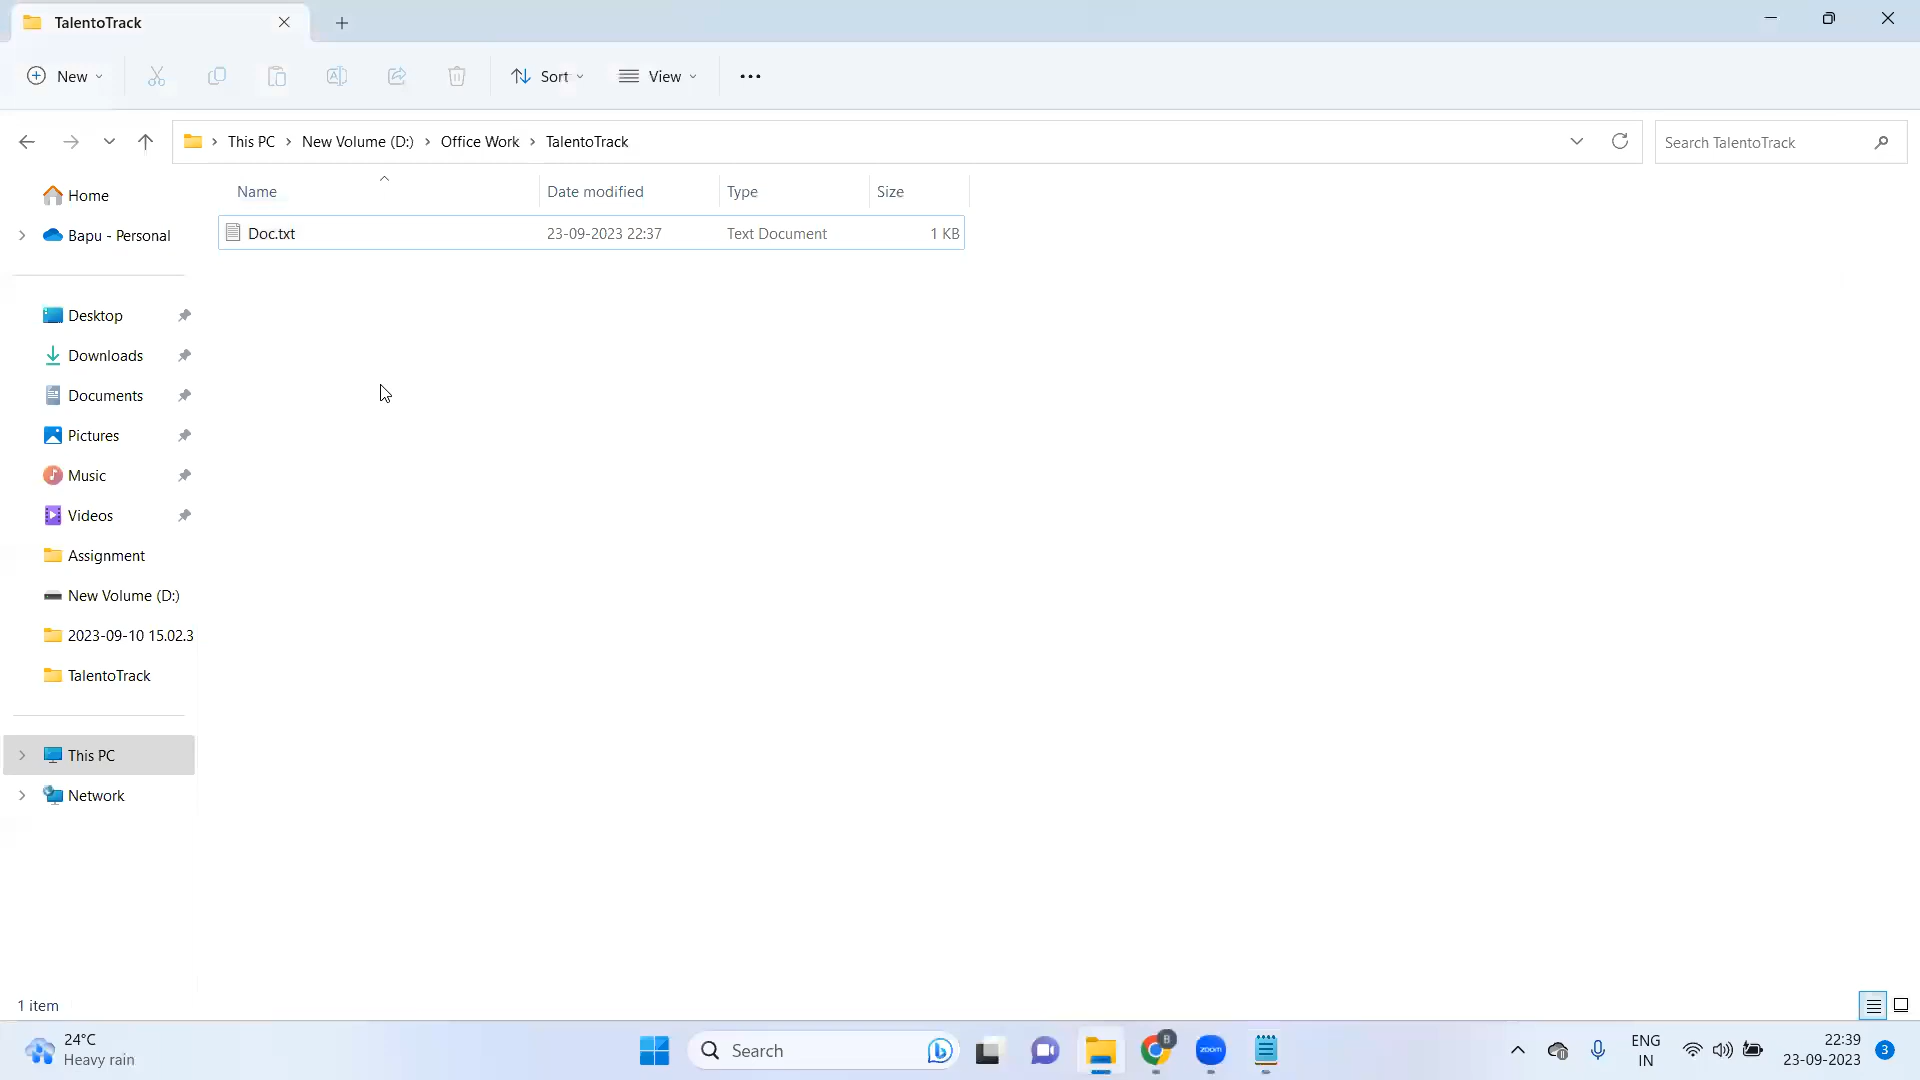 TalentoTrack
New
Sort
View
This PC
New Volume (D:)
Office Work
TalentoTrack
Search TalentoTrack
Name
Date modified
Type
Size
Doc.txt
23-09-2023 22:37
Text Document
1 KB
Home
Bapu - Personal
Desktop
Downloads
Documents
Pictures
Music
Videos
Assignment
New Volume (D:)
2023-09-10 15.02.3
TalentoTrack
This PC
Network
1 item
24°C
Heavy rain
Search
B
zoom
ENG
IN
22:39
23-09-2023
3